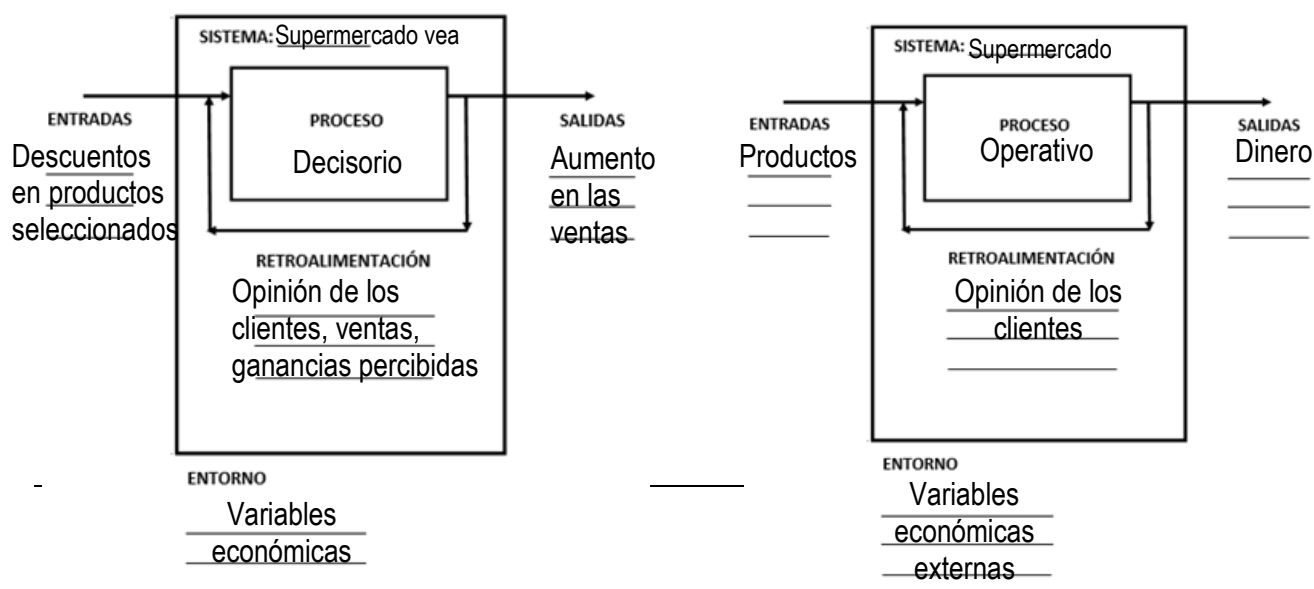 SISTEMA: Supermercado vea
ENTRADAS
Descuentos
en productos
seleccionados
PROCESO
Decisorio
SALIDAS
Aumento
en las
ventas
RETROALIMENTACIÓN
Opinión de los
clientes, ventas,
ganancias percibidas
ENTORNO
Variables
económicas
SISTEMA: Supermercado
ENTRADAS
Productos
PROCESO
Operativo
SALIDAS
Dinero
RETROALIMENTACIÓN
Opinión de los
clientes
ENTORNO
Variables
económicas
externas